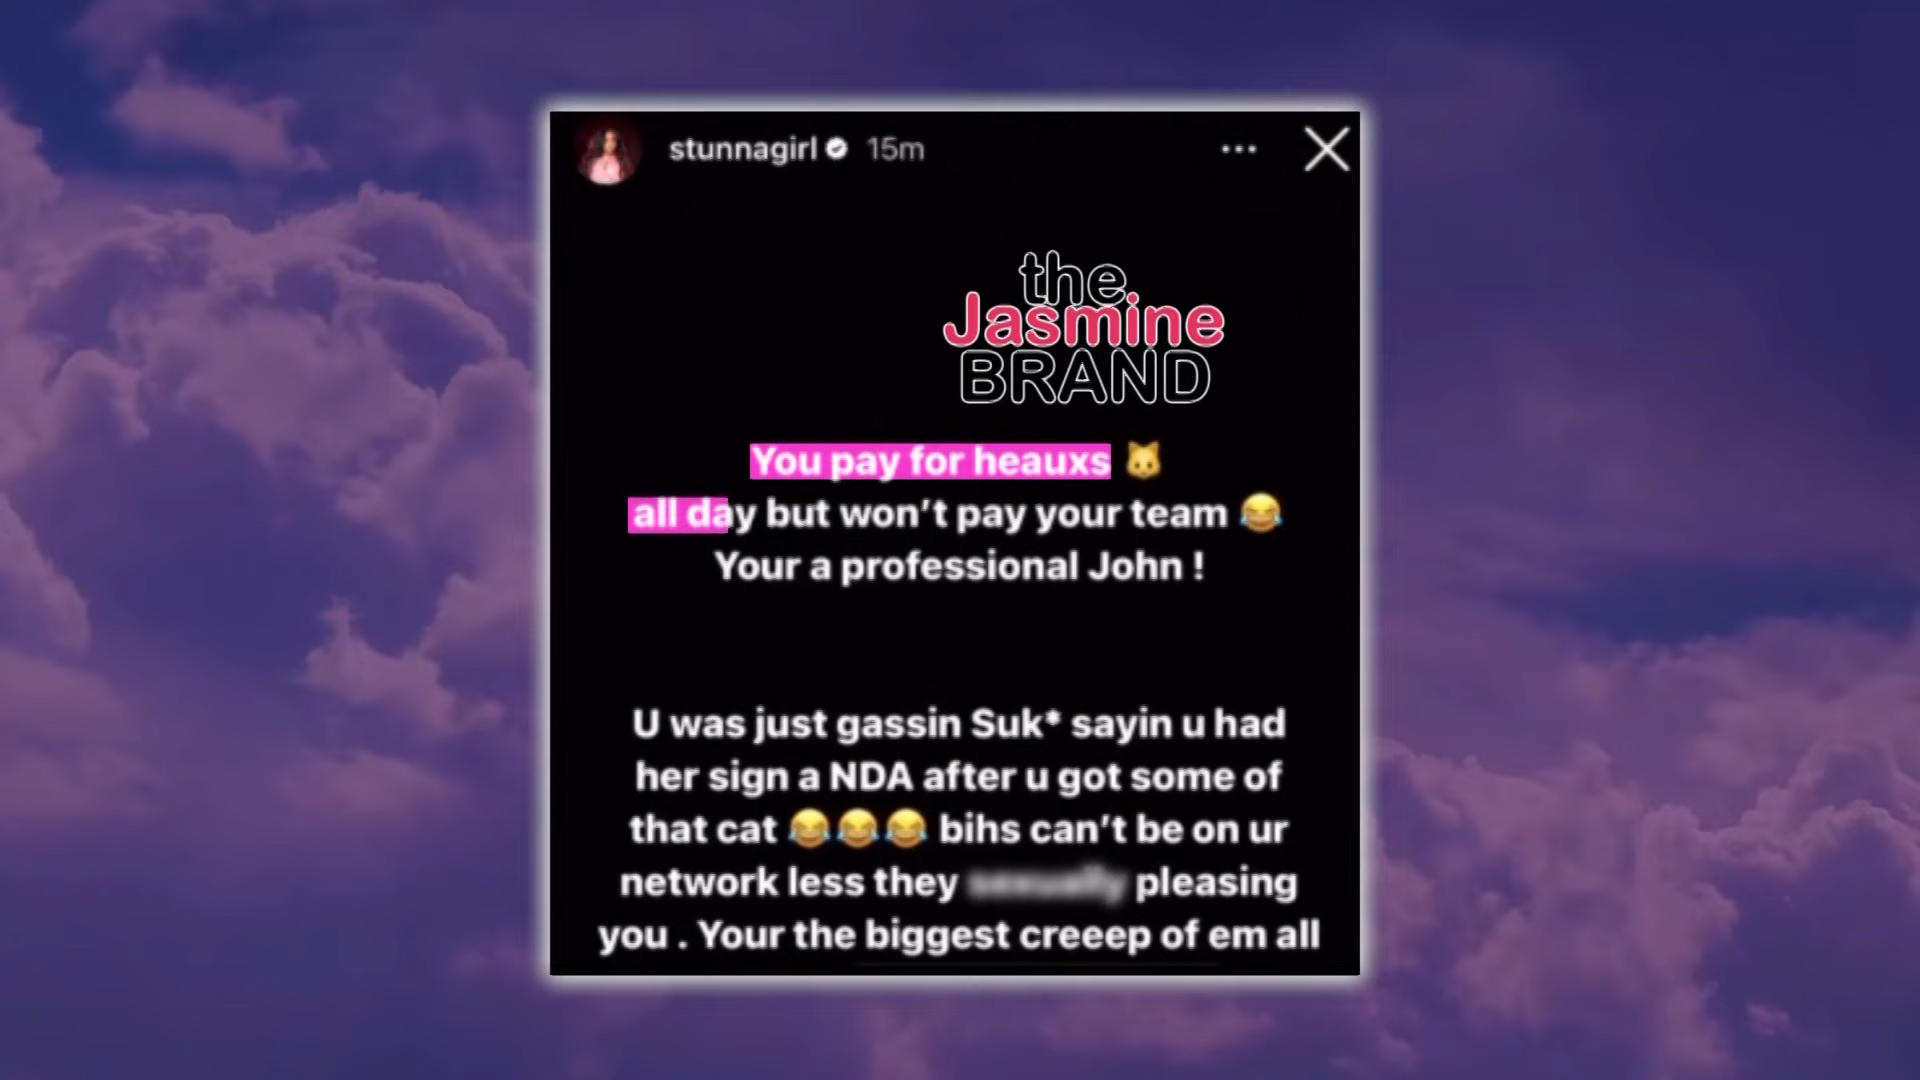 stunnagirl 15m
the
Jasmine
BRAND
You pay for heauxs 🐱
all day but won't pay your team 😂
Your a professional John !
U was just gassin Suk* sayin u had
her sign a NDA after u got some of
that cat 😂😂😂 bihs can't be on ur
network less they sexually pleasing
you . Your the biggest creeep of em all